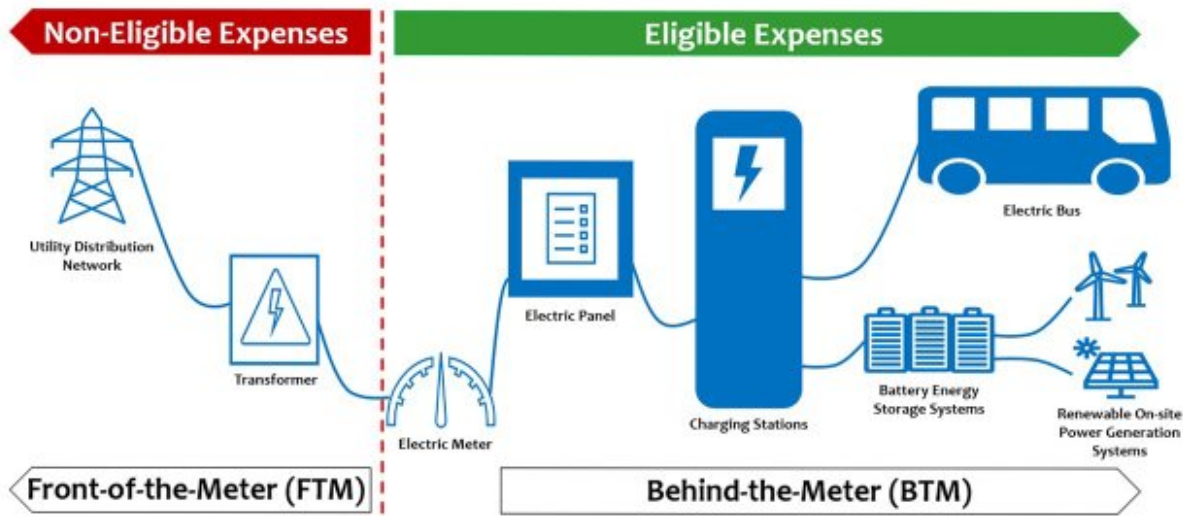 Non-Eligible Expenses
Eligible Expenses
Utility Distribution
Network
Transformer
Electric Meter
Electric Panel
Charging Stations
Electric Bus
Battery Energy
Storage Systems
Renewable On-site
Power Generation
Systems
Front-of-the-Meter (FTM)
Behind-the-Meter (BTM)